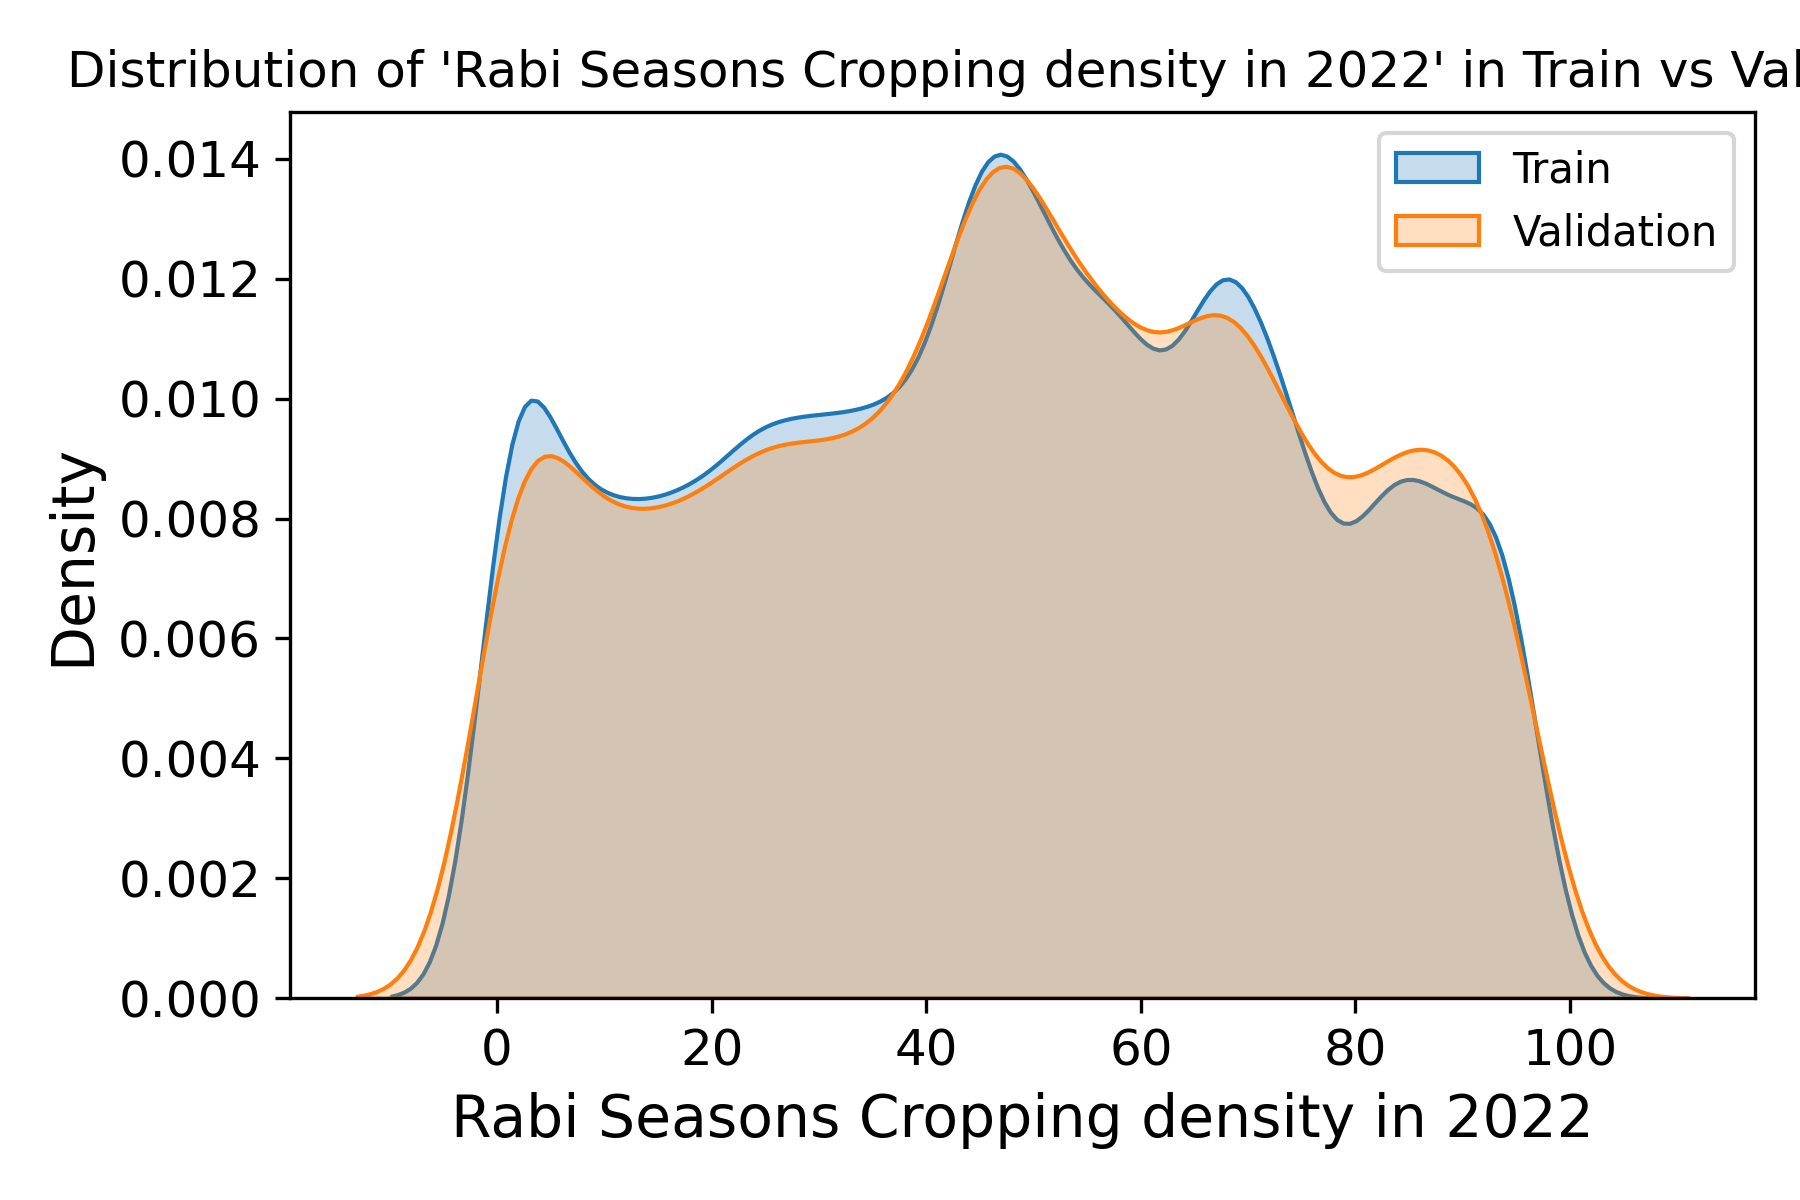 Distribution of 'Rabi Seasons Cropping density in 2022' in Train vs Val
Train
Validation
Density
0.014
0.012
0.010
0.008
0.006
0.004
0.002
0.000
0 20 40 60 80 100
Rabi Seasons Cropping density in 2022